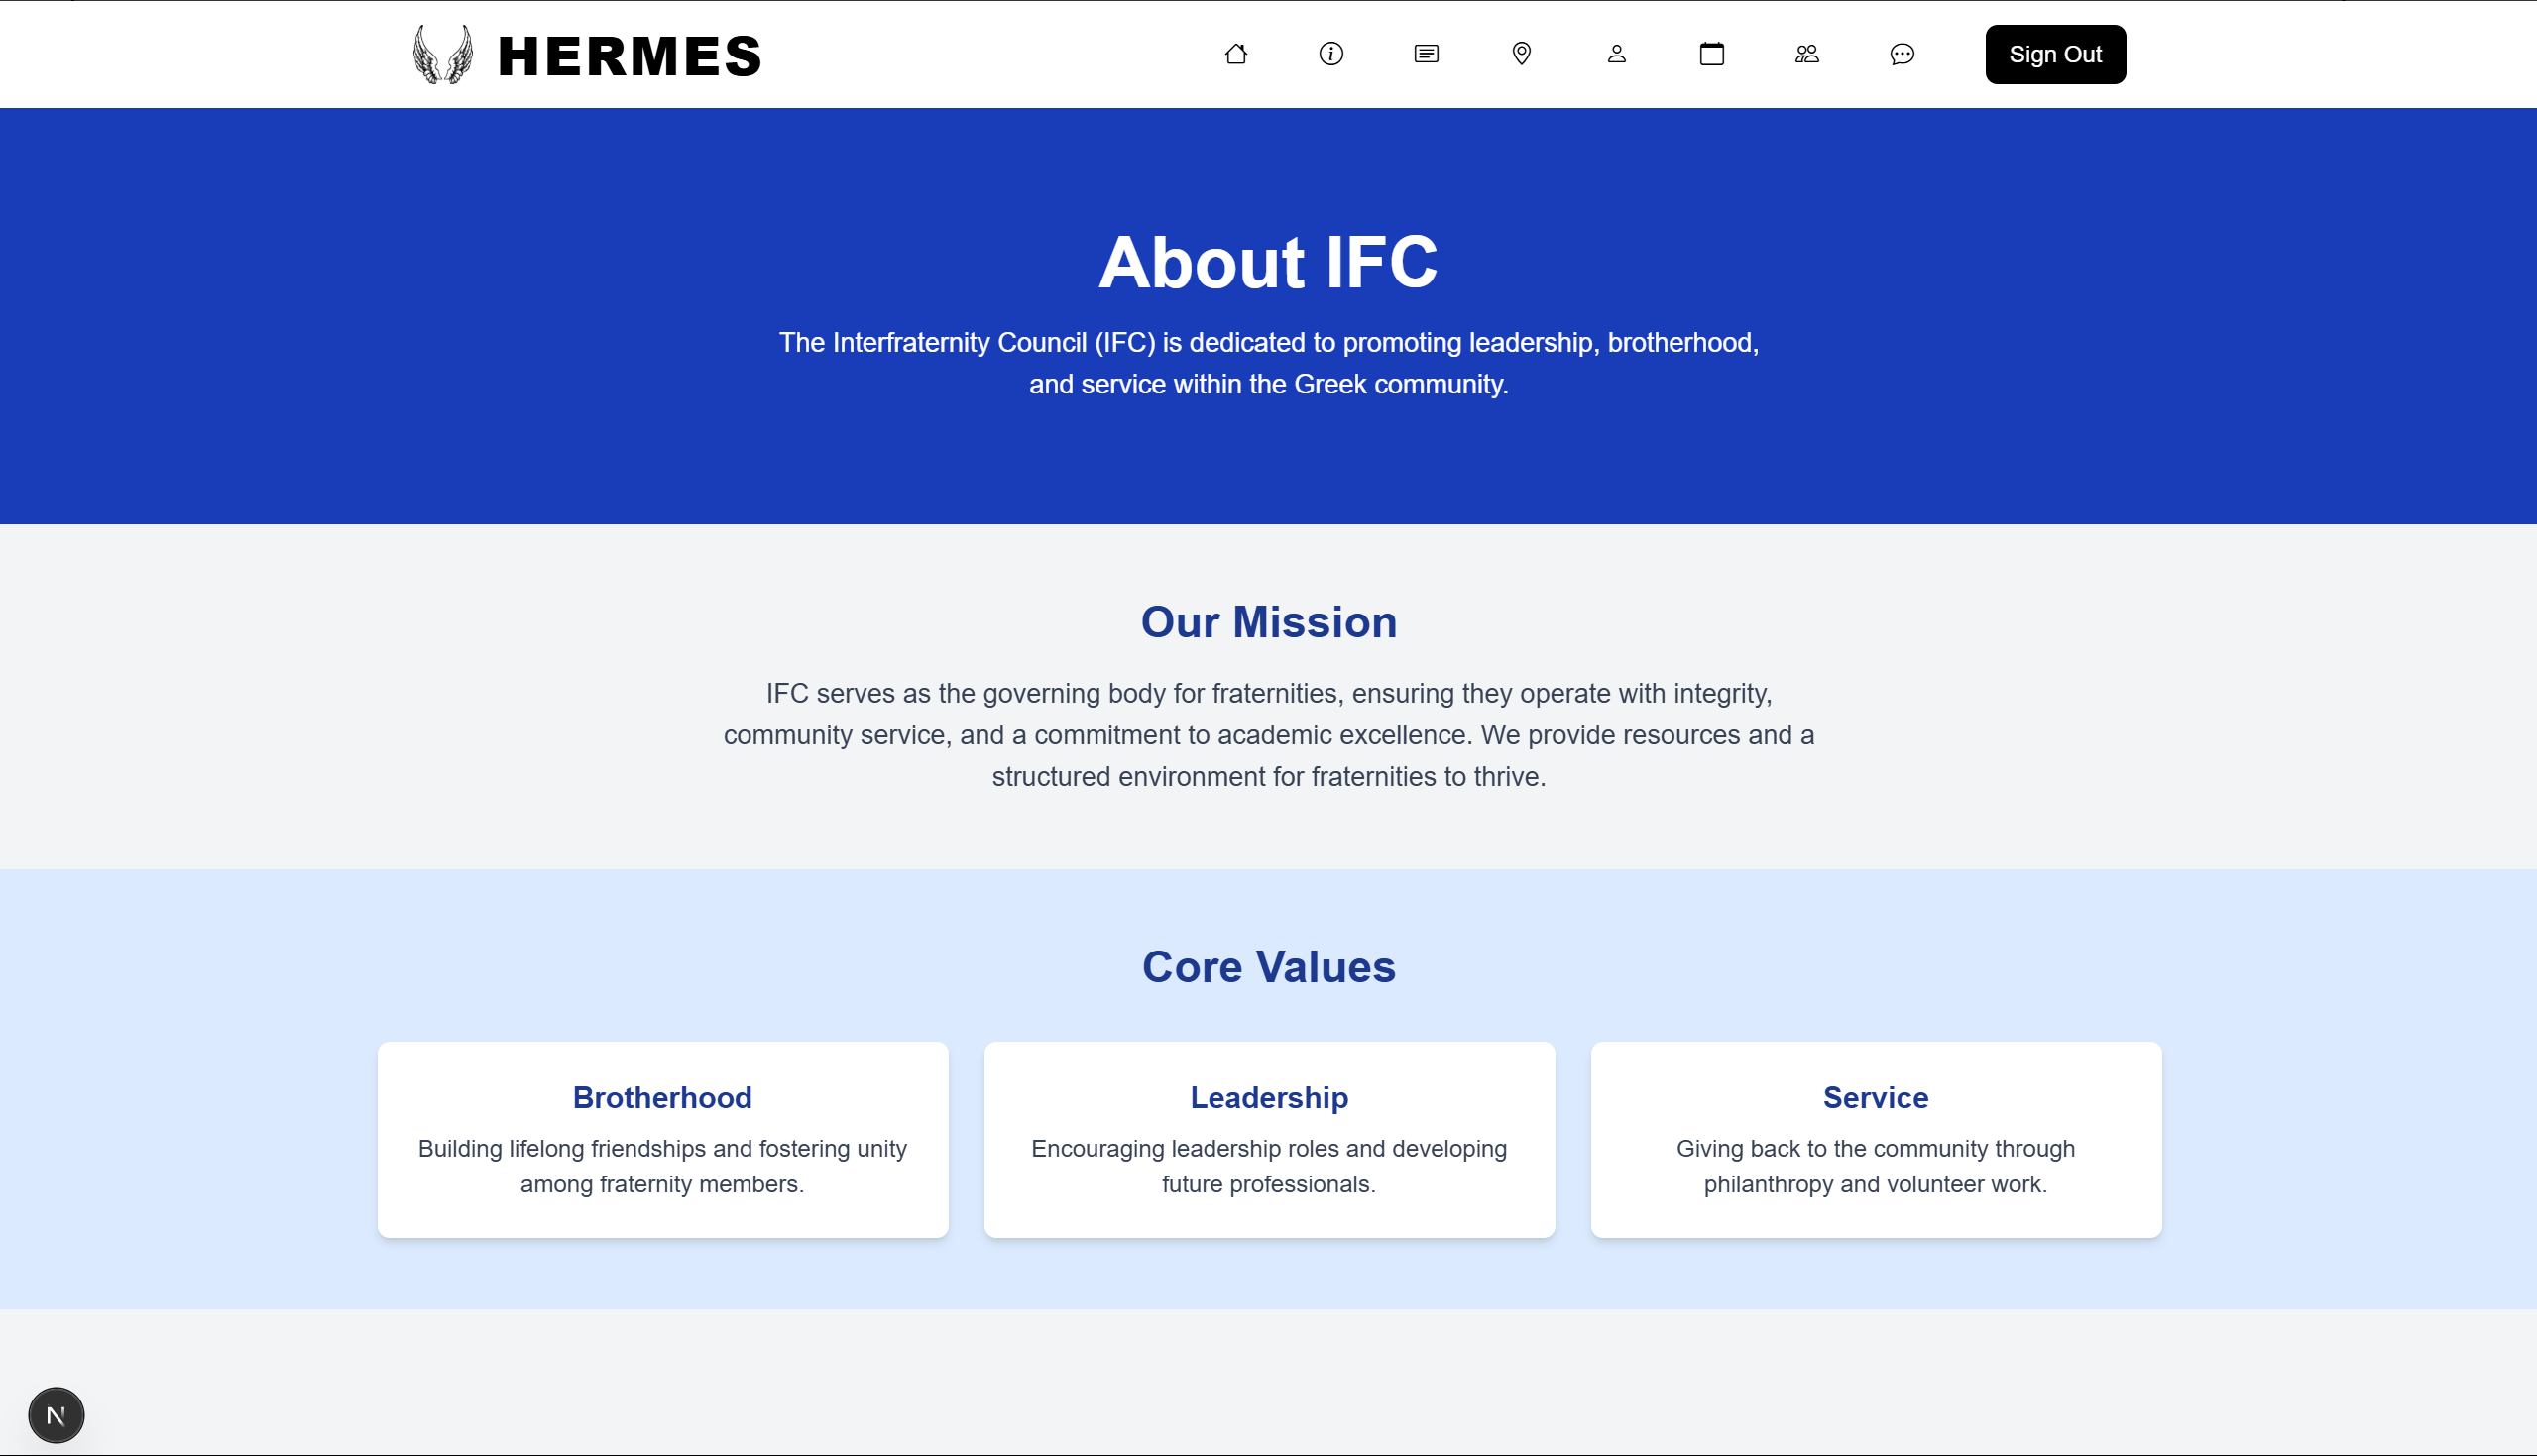 HERMES
Sign Out
About IFC
The Interfraternity Council (IFC) is dedicated to promoting leadership, brotherhood,
and service within the Greek community.
Our Mission
IFC serves as the governing body for fraternities, ensuring they operate with integrity,
community service, and a commitment to academic excellence. We provide resources and a
structured environment for fraternities to thrive.
Core Values
Brotherhood
Building lifelong friendships and fostering unity
among fraternity members.
Leadership
Encouraging leadership roles and developing
future professionals.
Service
Giving back to the community through
philanthropy and volunteer work.
N